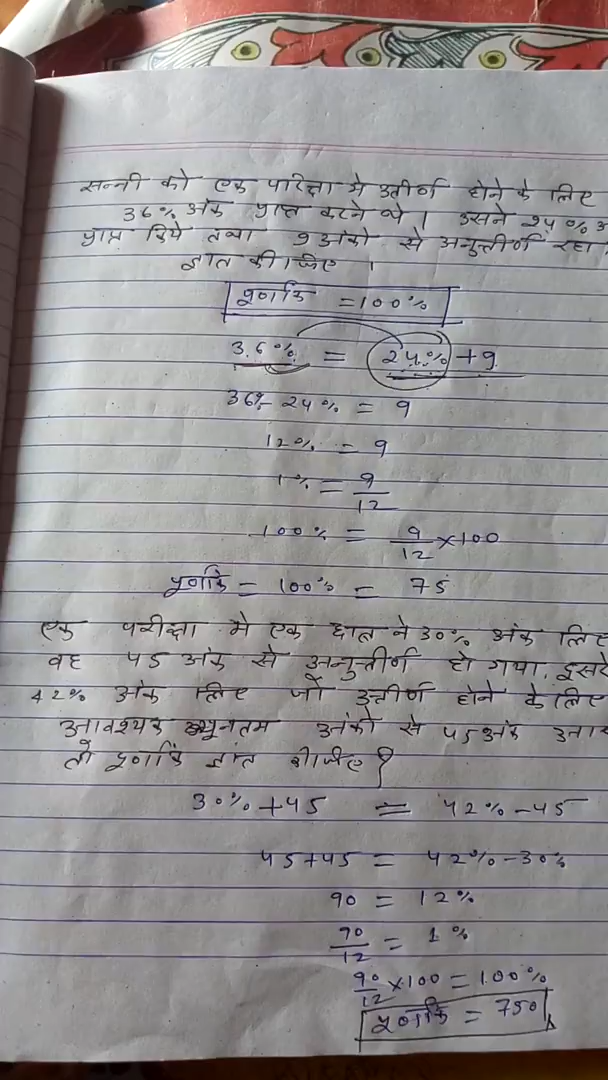 सन्नी को एक परिक्षा मे उतीर्ण होने के लिए
36% अंक प्राप्त करने थे। उसने 24%
प्राप्त किये तथा 9 अंको से अनुत्तीर्ण रहा
ज्ञात कीजिए ।
पूर्णांक = 100%
36% = 24% + 9
36% - 24% = 9
12% = 9
1% = 9/12
100% = 9/12 × 100
पूर्णांक = 100% = 75
एक परीक्षा मे एक छात्र ने 30% अंक लिए
वह 45 अंक से अनुत्तीर्ण हो गया. दुसरे
42% अंक लिए जो उत्तीर्ण होने के लिए
आवश्यक न्यूनतम अंको से 45 अंक
तो पूर्णांक ज्ञात कीजिए?
30% + 45 = 42% - 45
45 + 45 = 42% - 30%
90 = 12%
90/12 = 1%
90/12 × 100 = 100%
पूर्णांक = 750